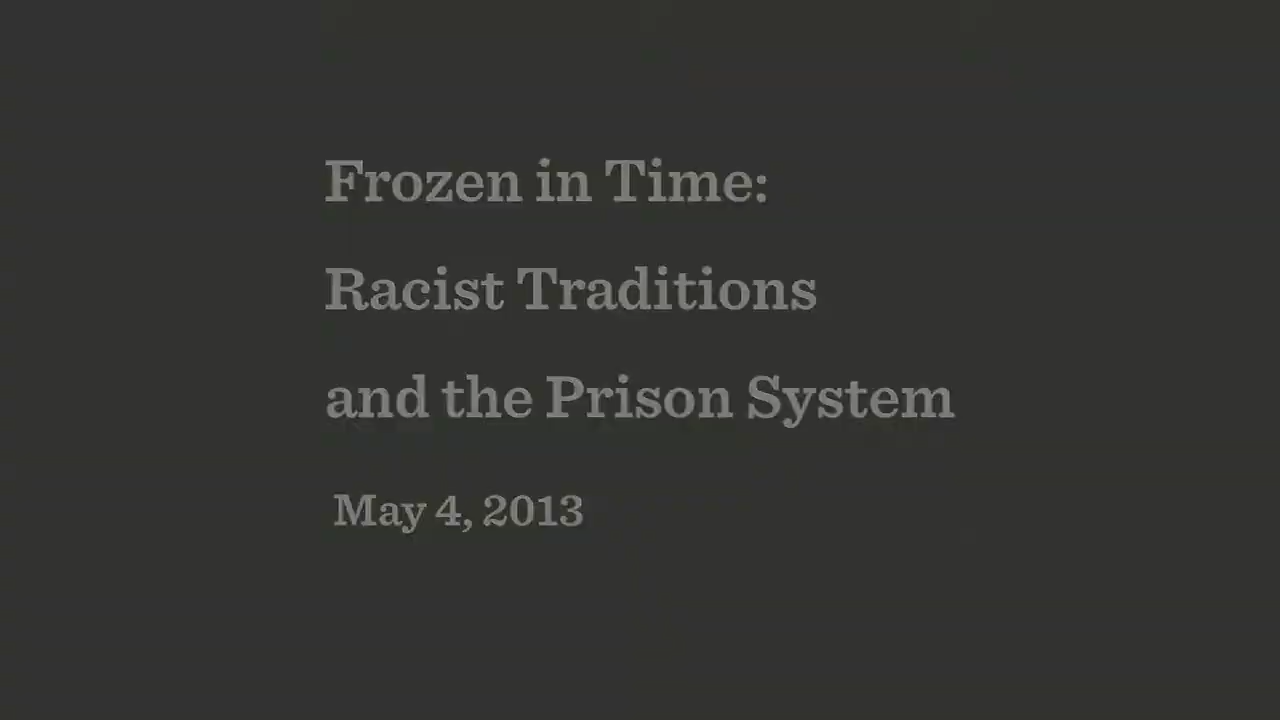 Frozen in Time:
Racist Traditions
and the Prison System
May 4, 2013